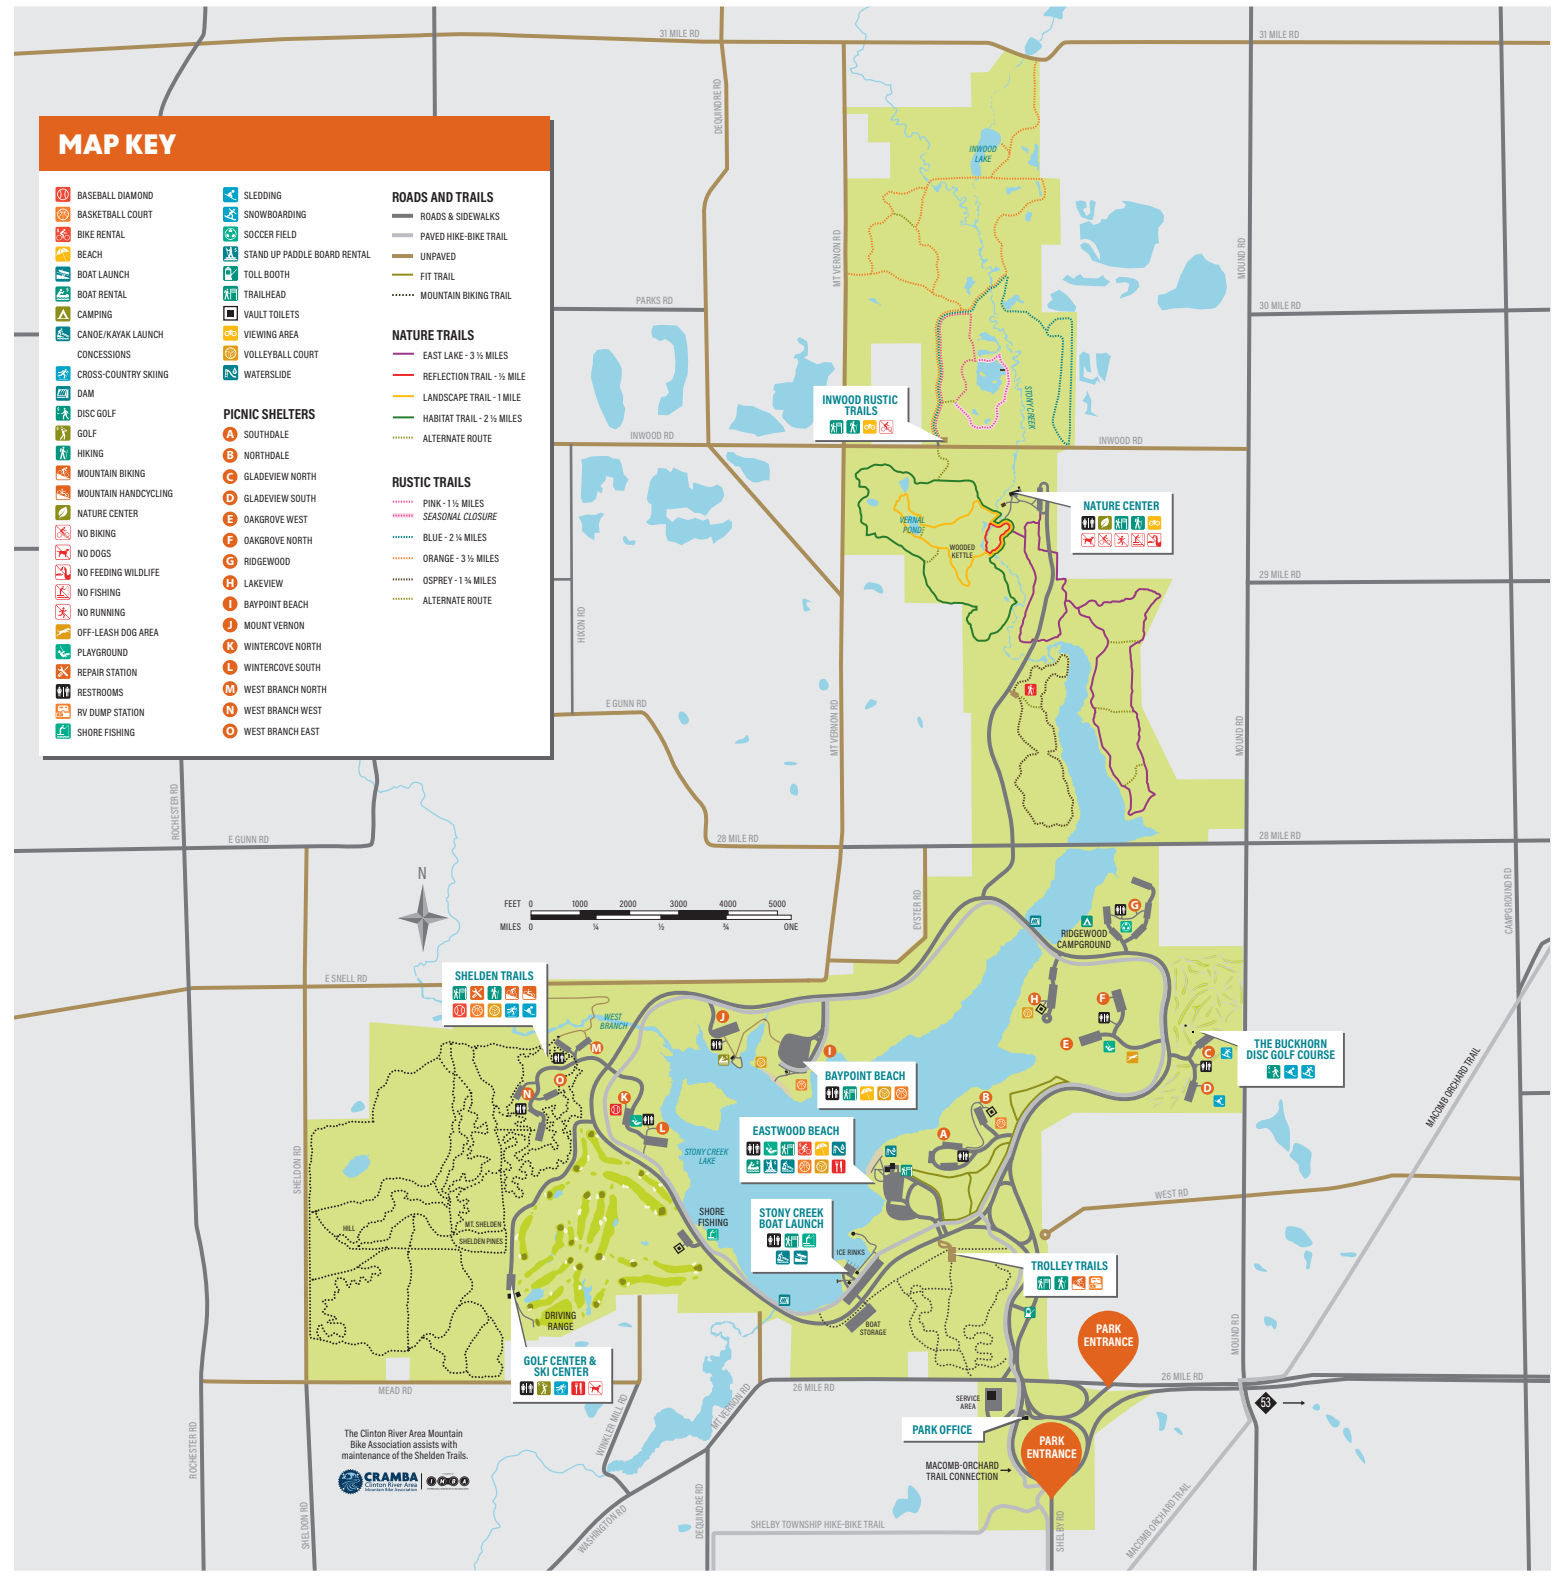 31 MILE RD
31 MILE RD
DEQUINDRE RD
MAP KEY
BASEBALL DIAMOND
BASKETBALL COURT
BIKE RENTAL
BEACH
BOAT LAUNCH
BOAT RENTAL
CAMPING
CANOE/KAYAK LAUNCH
CONCESSIONS
CROSS-COUNTRY SKIING
DAM
DISC GOLF
GOLF
HIKING
MOUNTAIN BIKING
MOUNTAIN HANDCYCLING
NATURE CENTER
NO BIKING
NO DOGS
NO FEEDING WILDLIFE
NO FISHING
NO RUNNING
OFF-LEASH DOG AREA
PLAYGROUND
REPAIR STATION
RESTROOMS
RV DUMP STATION
SHORE FISHING
SLEDDING
SNOWBOARDING
SOCCER FIELD
STAND UP PADDLE BOARD RENTAL
TOLL BOOTH
TRAILHEAD
VAULT TOILETS
VIEWING AREA
VOLLEYBALL COURT
WATERSLIDE
PICNIC SHELTERS
A SOUTHDALE
B NORTHDALE
C GLADEVIEW NORTH
D GLADEVIEW SOUTH
E OAKGROVE WEST
F OAKGROVE NORTH
G RIDGEWOOD
H LAKEVIEW
I BAYPOINT BEACH
J MOUNT VERNON
K WINTERCOVE NORTH
L WINTERCOVE SOUTH
M WEST BRANCH NORTH
N WEST BRANCH WEST
O WEST BRANCH EAST
ROADS AND TRAILS
ROADS & SIDEWALKS
PAVED HIKE-BIKE TRAIL
UNPAVED
FIT TRAIL
MOUNTAIN BIKING TRAIL
NATURE TRAILS
EAST LAKE - 3 ½ MILES
REFLECTION TRAIL - ½ MILE
LANDSCAPE TRAIL - 1 MILE
HABITAT TRAIL - 2 ½ MILES
ALTERNATE ROUTE
RUSTIC TRAILS
PINK - 1 ½ MILES
SEASONAL CLOSURE
BLUE - 2 ¼ MILES
ORANGE - 3 ½ MILES
OSPREY - 1 ¾ MILES
ALTERNATE ROUTE
INWOOD
LAKE
MT VERNON RD
MOUND RD
PARKS RD
30 MILE RD
INWOOD RUSTIC
TRAILS
STONY CREEK
INWOOD RD
INWOOD RD
NATURE CENTER
VERNAL
PONDS
WOODED
KETTLE
29 MILE RD
HIXON RD
E GUNN RD
MT VERNON RD
MOUND RD
ROCHESTER RD
E GUNN RD
28 MILE RD
28 MILE RD
N
FEET 0 1000 2000 3000 4000 5000
MILES 0 ¼ ½ ¾ ONE
EYSTER RD
CAMPGROUND RD
G
RIDGEWOOD
CAMPGROUND
E SNELL RD
SHELDEN TRAILS
WEST
BRANCH
H
F
J
I
E
M
O
N
K
L
C
D
THE BUCKHORN
DISC GOLF COURSE
BAYPOINT BEACH
B
A
EASTWOOD BEACH
STONY CREEK
LAKE
MACOMB ORCHARD TRAIL
SHELDON RD
WEST RD
HILL
MT. SHELDEN
SHELDEN PINES
SHORE
FISHING
STONY CREEK
BOAT LAUNCH
ICE RINKS
TROLLEY TRAILS
DRIVING
RANGE
BOAT
STORAGE
PARK
ENTRANCE
MOUND RD
GOLF CENTER &
SKI CENTER
MEAD RD
26 MILE RD
26 MILE RD
53
SERVICE
AREA
PARK OFFICE
PARK
ENTRANCE
WINKLER MILL RD
MT VERNON RD
The Clinton River Area Mountain
Bike Association assists with
maintenance of the Shelden Trails.
CRAMBA
Clinton River Area
Mountain Bike Association
IMBA
MACOMB-ORCHARD
TRAIL CONNECTION
ROCHESTER RD
SHELDON RD
WASHINGTON RD
DEQUINDRE RD
SHELBY TOWNSHIP HIKE-BIKE TRAIL
SHELBY RD
MACOMB ORCHARD TRAIL